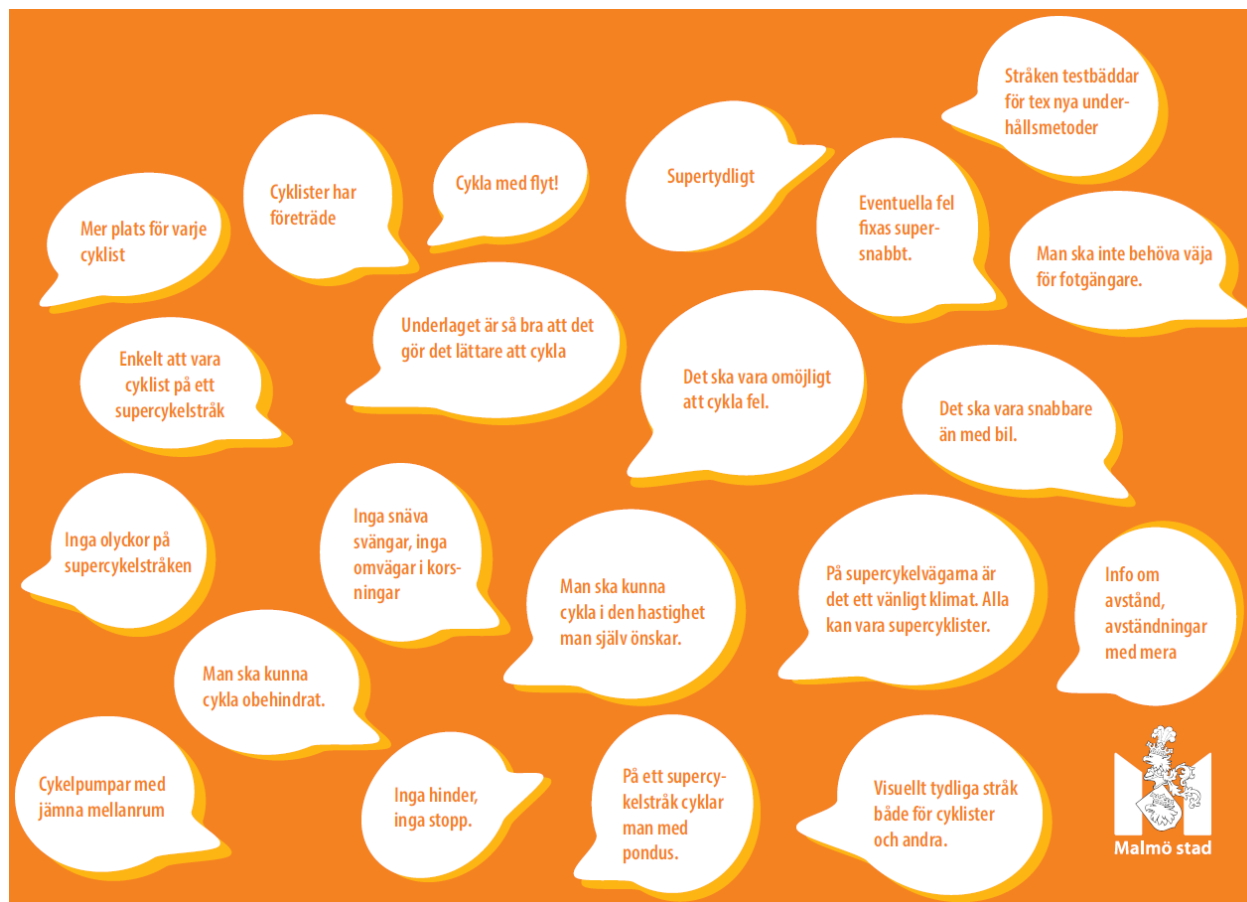 Stråken testbäddar
för tex nya under-
hållsmetoder
Mer plats för varje
cyklist
Cyklister har
företräde
Cykla med flyt!
Supertydligt
Eventuella fel
fixas super-
snabbt.
Man ska inte behöva väja
för fotgängare.
Enkelt att vara
cyklist på ett
supercykelstråk
Underlaget är så bra att det
gör det lättare att cykla
Det ska vara omöjligt
att cykla fel.
Det ska vara snabbare
än med bil.
Inga olyckor på
supercykelstråken
Inga snäva
svängar, inga
omvägar i kors-
ningar
Man ska kunna
cykla i den hastighet
man själv önskar.
På supercykelvägarna är
det ett vänligt klimat. Alla
kan vara supercyklister.
Info om
avstånd,
avståndningar
med mera
Man ska kunna
cykla obehindrat.
Cykelpumpar med
jämna mellanrum
Inga hinder,
inga stopp.
På ett supercy-
kelstråk cyklar
man med
pondus.
Visuellt tydliga stråk
både för cyklister
och andra.
Malmö stad